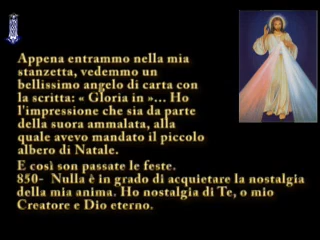 Appena entrammo nella mia
stanzetta, vedemmo un
bellissimo angelo di carta con
la scritta: « Gloria in »... Ho
l'impressione che sia da parte
della suora ammalata, alla
quale avevo mandato il piccolo
albero di Natale.
E così son passate le feste.
850- Nulla è in grado di acquietare la nostalgia
della mia anima. Ho nostalgia di Te, o mio
Creatore e Dio eterno.